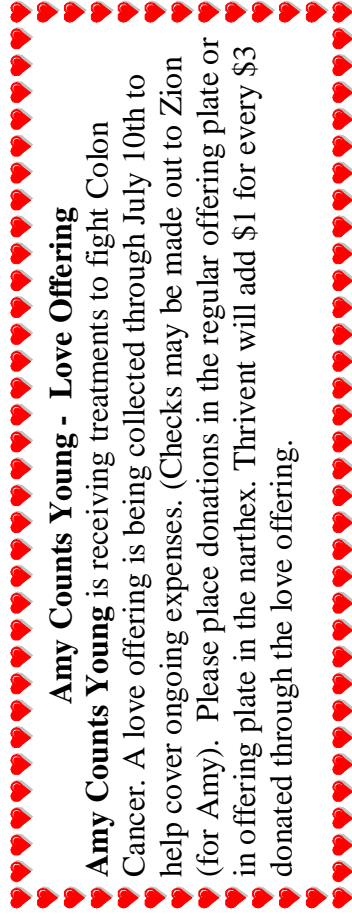 Amy Counts Young -  Love Offering
Amy Counts Young is receiving treatments to fight Colon
Cancer. A love offering is being collected through July 10th to
help cover ongoing expenses. (Checks may be made out to Zion
(for Amy).  Please place donations in the regular offering plate or
in offering plate in the narthex. Thrivent will add $1 for every $3
donated through the love offering.